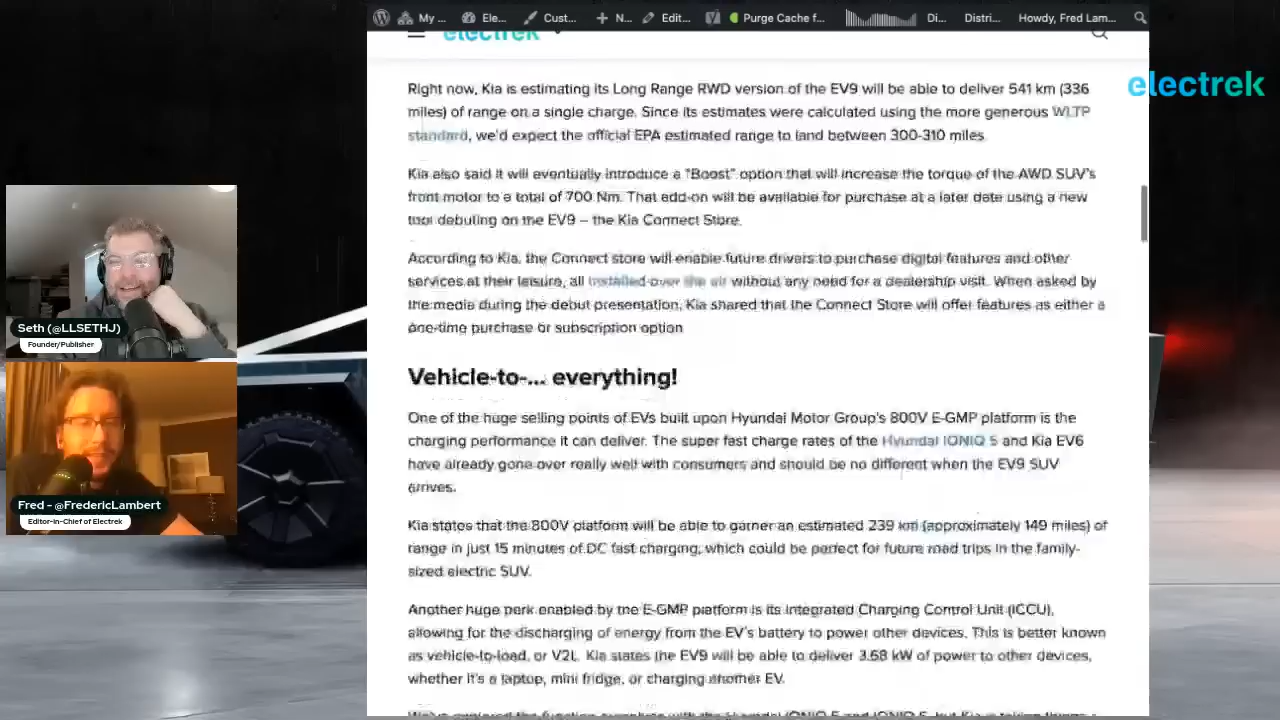 My ...
Ele...
Cust...
N...
Edit...
Purge Cache f...
Di...
Distri...
Howdy, Fred Lam...
electrek
electrek
Right now, Kia is estimating its Long Range RWD version of the EV9 will be able to deliver 541 km (336
miles) of range on a single charge. Since its estimates were calculated using the more generous WLTP
standard, we'd expect the official EPA estimated range to land between 300-310 miles.
Kia also said it will eventually introduce a "Boost" option that will increase the torque of the AWD SUV's
front motor to a total of 700 Nm. That add-on will be available for purchase at a later date using a new
tool debuting on the EV9 – the Kia Connect Store.
According to Kia, the Connect store will enable future drivers to purchase digital features and other
services at their leisure, all installed over the air without any need for a dealership visit. When asked by
the media during the debut presentation, Kia shared that the Connect Store will offer features as either a
one-time purchase or subscription option
Vehicle-to-... everything!
One of the huge selling points of EVs built upon Hyundai Motor Group's 800V E-GMP platform is the
charging performance it can deliver. The super fast charge rates of the Hyundai IONIQ 5 and Kia EV6
have already gone over really well with consumers and should be no different when the EV9 SUV
arrives.
Kia states that the 800V platform will be able to garner an estimated 239 km (approximately 149 miles) of
range in just 15 minutes of DC fast charging, which could be perfect for future road trips in the family-
sized electric SUV.
Another huge perk enabled by the E-GMP platform is its Integrated Charging Control Unit (ICCU),
allowing for the discharging of energy from the EV's battery to power other devices. This is better known
as vehicle-to-load, or V2L. Kia states the EV9 will be able to deliver 3.68 kW of power to other devices,
whether it's a laptop, mini fridge, or charging another EV.
Seth (@LLSETHJ)
Founder/Publisher
Fred - @FredericLambert
Editor-in-Chief of Electrek